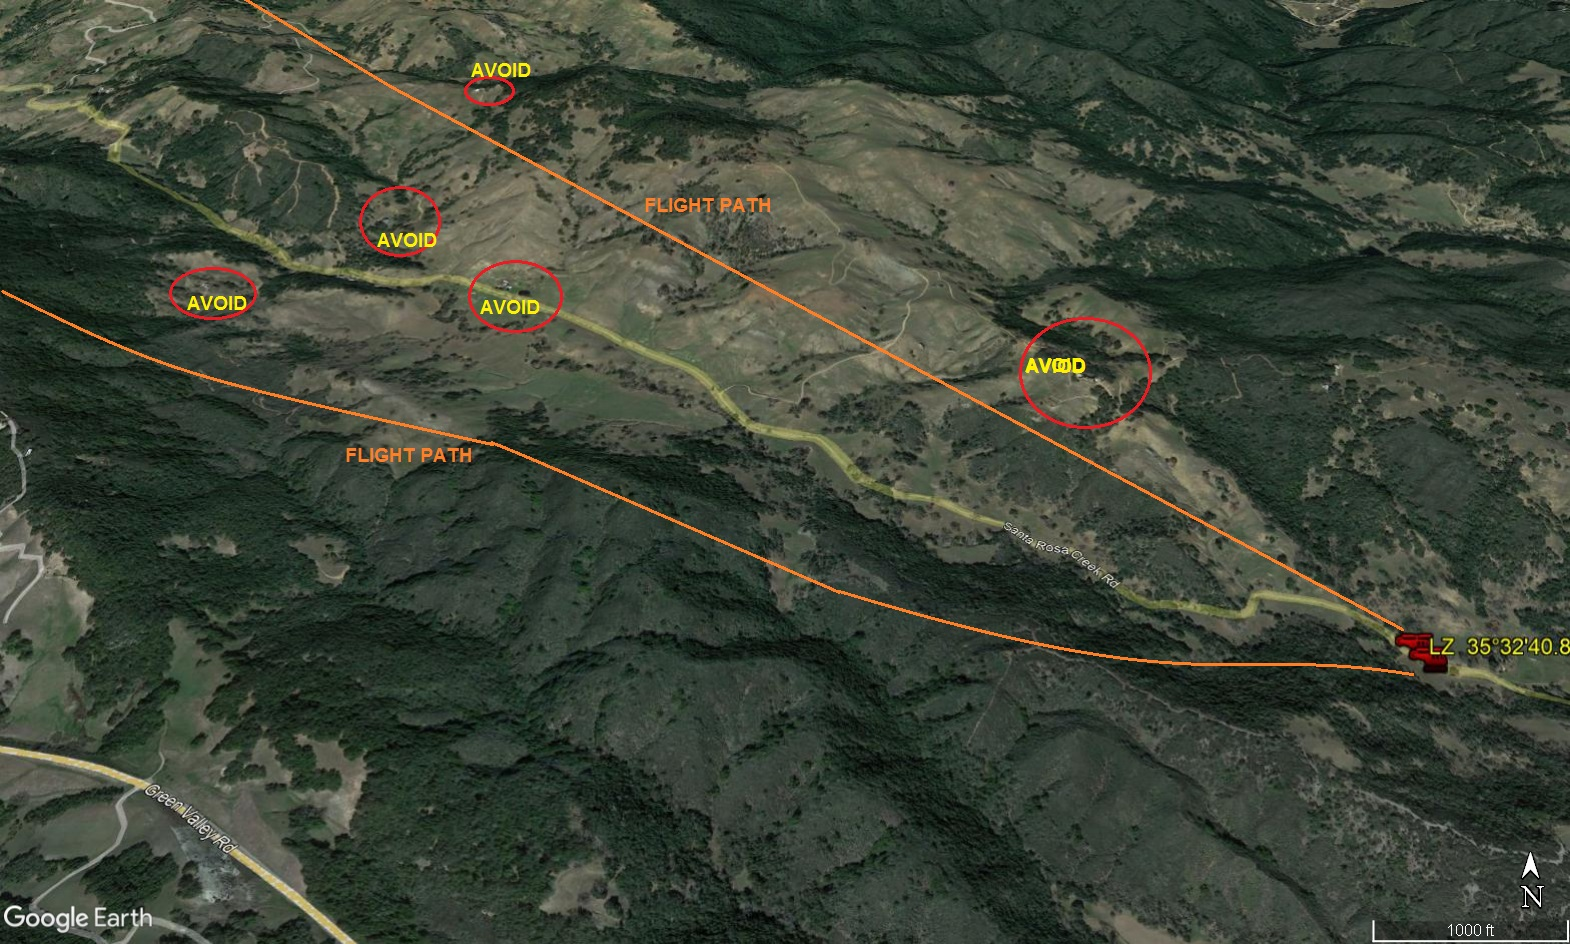 AVOID
FLIGHT PATH
AVOID
AVOID
AVOID
AVOID
FLIGHT PATH
Santa Rosa Creek Rd
LZ 35°32'40.8
Green Valley Rd
N
Google Earth
1000 ft